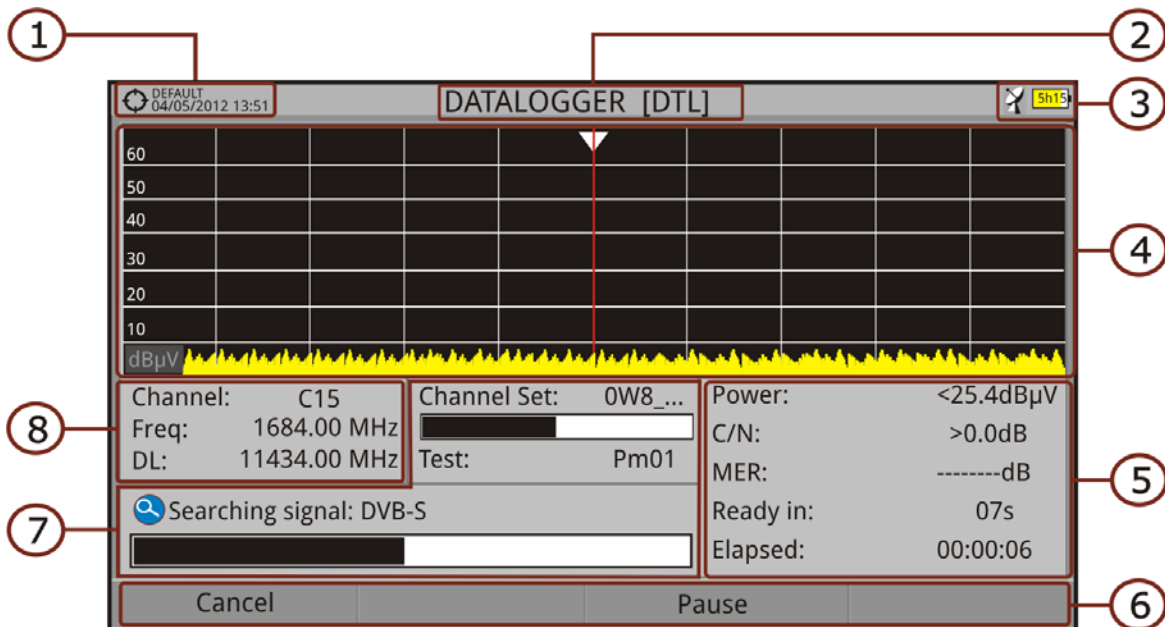 1
2
3
DEFAULT
04/05/2012 13:51
DATALOGGER [DTL]
5h15
60
50
40
30
20
10
dBµV
4
Channel: C15
Freq: 1684.00 MHz
DL: 11434.00 MHz
8
Channel Set: 0W8_...
Test: Pm01
Power: <25.4dBµV
C/N: >0.0dB
MER: --------dB
Ready in: 07s
Elapsed: 00:00:06
5
7
Searching signal: DVB-S
Cancel
Pause
6